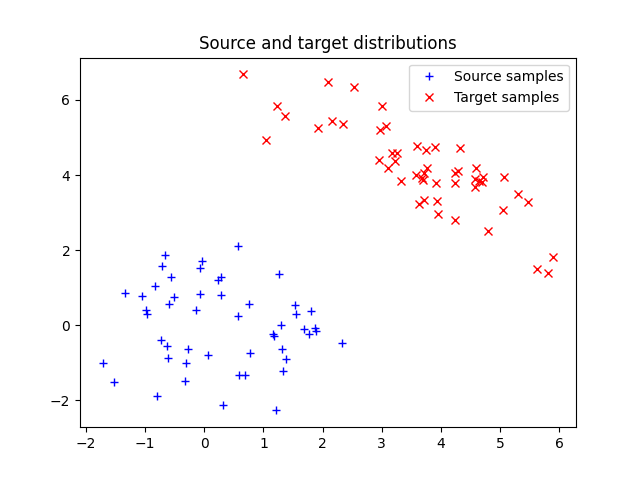 Source and target distributions
Source samples
Target samples
6
4
2
0
−2
−2 −1 0 1 2 3 4 5 6